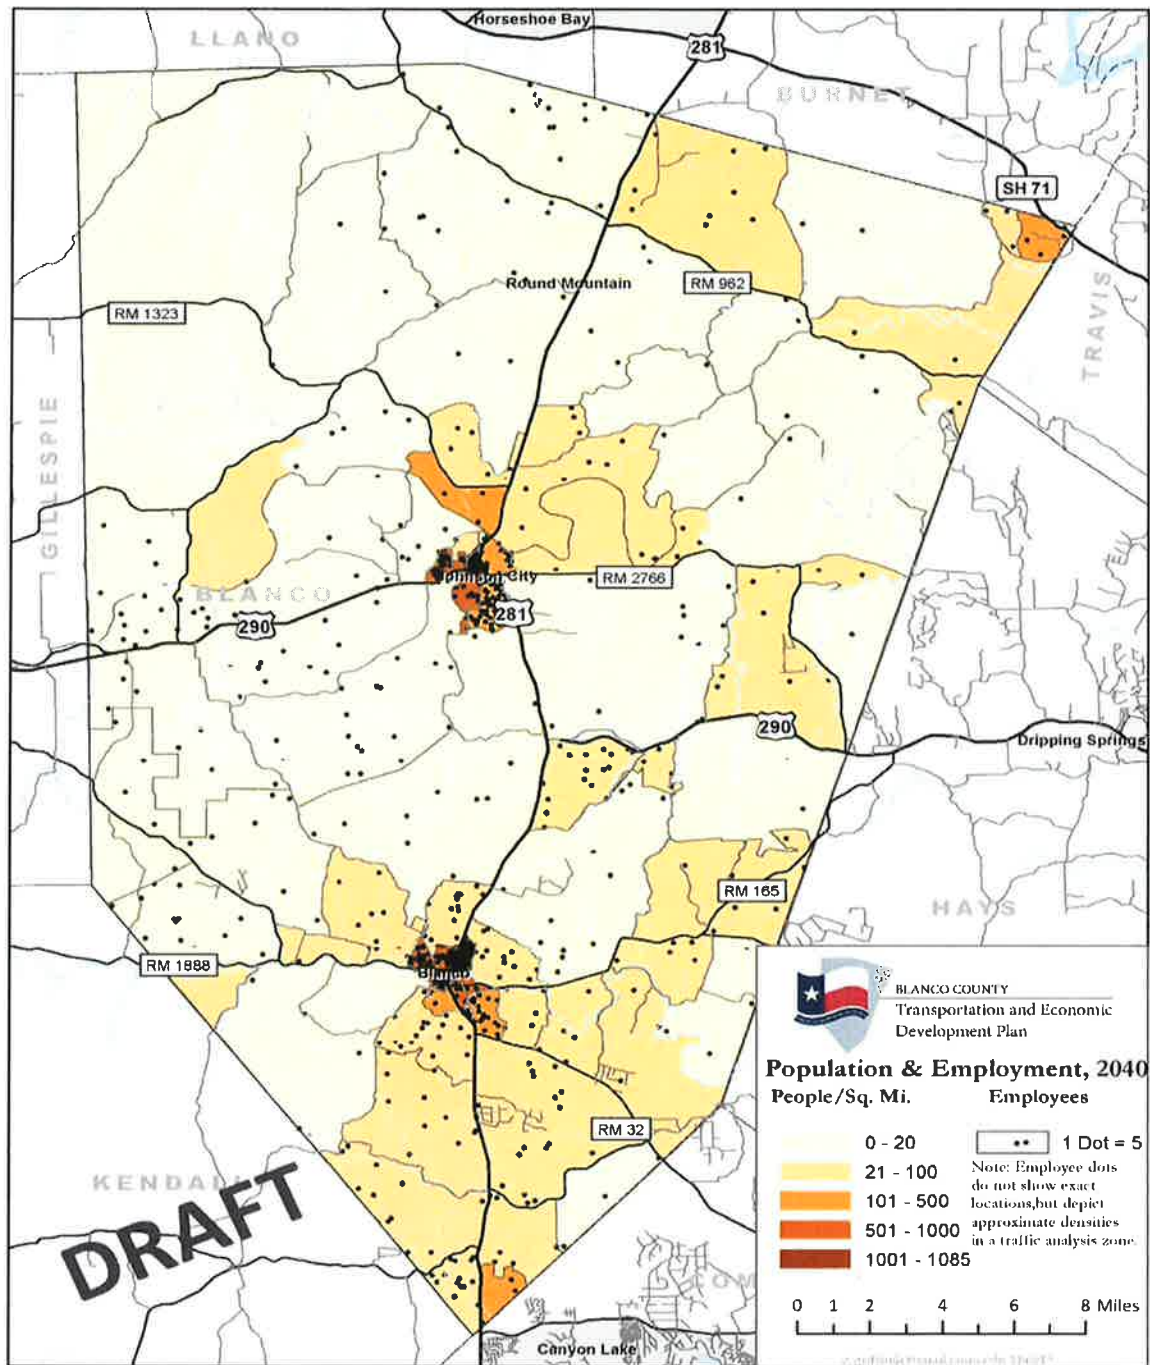 Horseshoe Bay
LLANO
281
BURNET
SH 71
Round Mountain
RM 962
RM 1323
TRAVIS
GILLESPIE
Johnson City
RM 2766
BLANCO
290
281
290
Dripping Springs
RM 165
HAYS
RM 1888
Blanco
BLANCO COUNTY
Transportation and Economic
Development Plan
Population & Employment, 2040
People/Sq. Mi. Employees
0 - 20 1 Dot = 5
21 - 100
101 - 500
501 - 1000
1001 - 1085
Note: Employee dots
do not show exact
locations,but depict
approximate densities
in a traffic analysis zone.
RM 32
KENDALL
DRAFT
COM
0 1 2 4 6 8 Miles
Canyon Lake